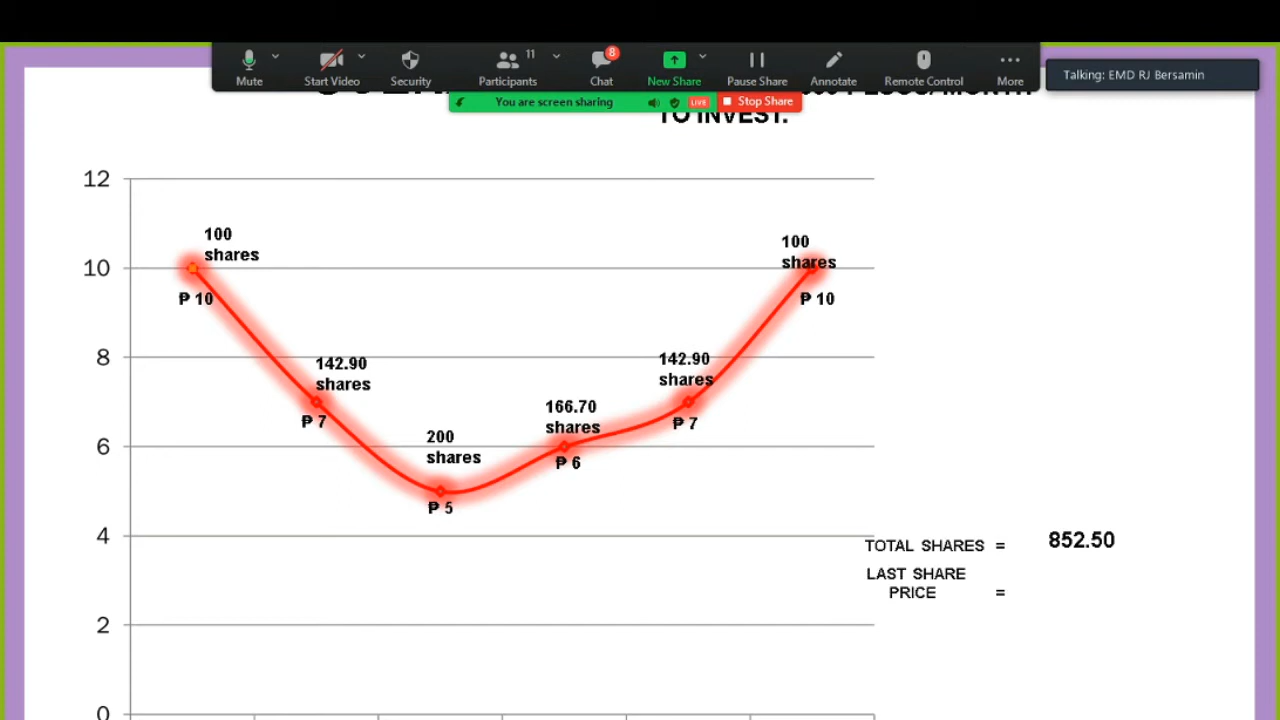 11
8
Mute
Start Video
Security
Participants
Chat
New Share
Pause Share
Annotate
Remote Control
More
Talking: EMD RJ Bersamin
You are screen sharing
LIVE
Stop Share
TO INVEST.
12
10
8
6
4
2
0
100
shares
₱ 10
142.90
shares
₱ 7
200
shares
₱ 5
166.70
shares
₱ 6
142.90
shares
₱ 7
100
shares
₱ 10
TOTAL SHARES = 852.50
LAST SHARE
PRICE =